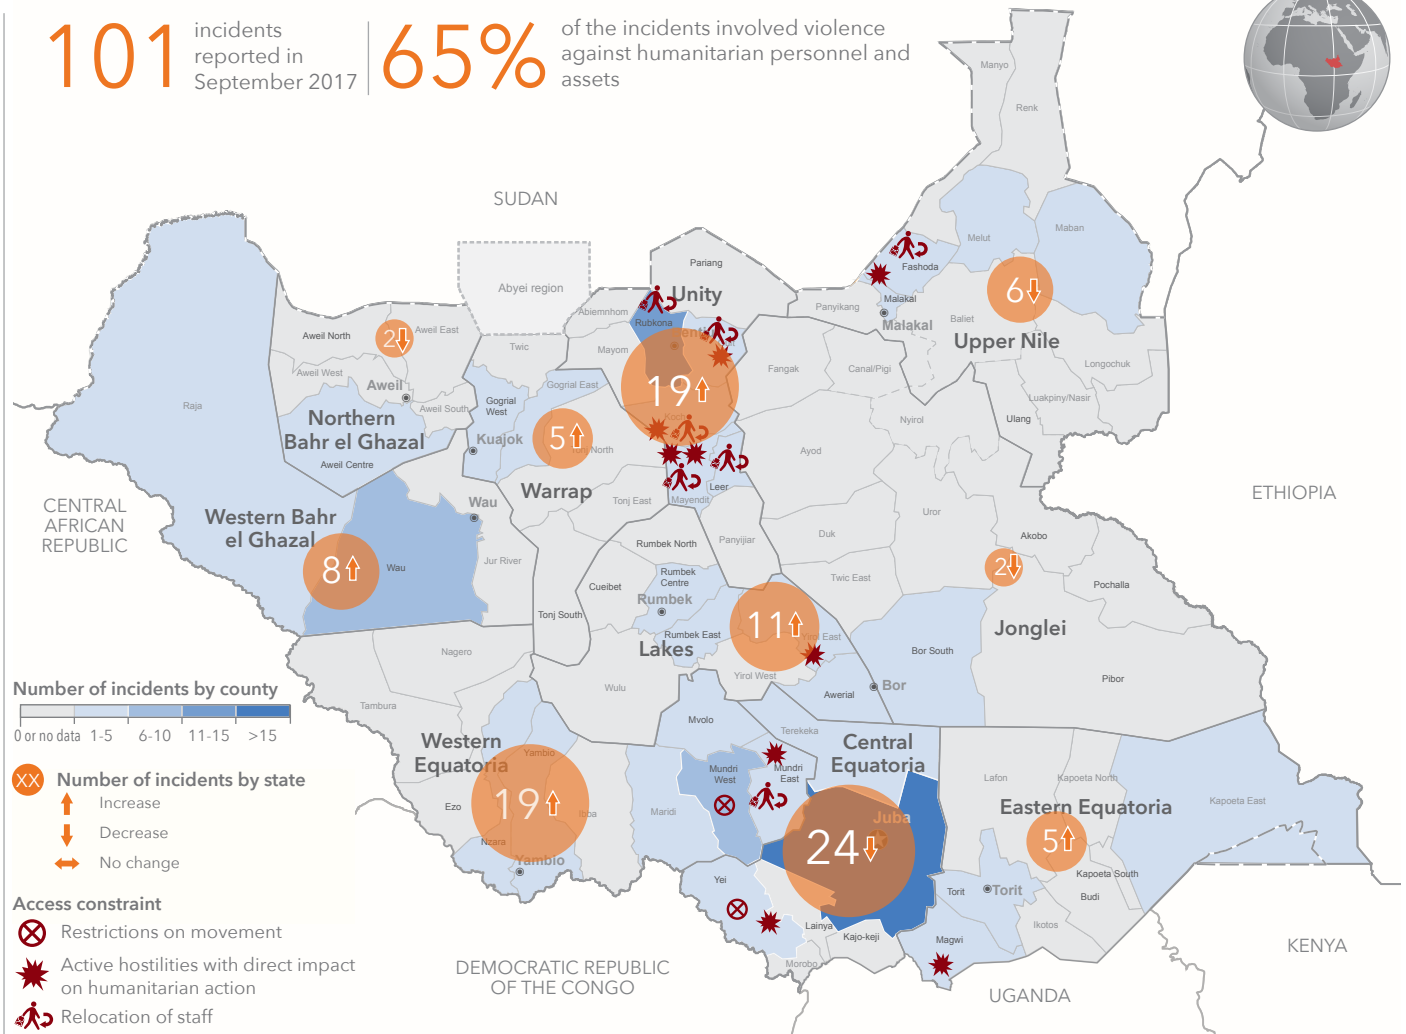 101
incidents
reported in
September 2017
65%
of the incidents involved violence
against humanitarian personnel and
assets
SUDAN
Manyo
Renk
Melut
Maban
Fashoda
Malakal
Malakal
Panyikang
Baliet
6
Upper Nile
Longochuk
Luakpiny/Nasir
Ulang
Abyei region
Pariang
Unity
Abiemnhom
Rubkona
Mayom
19
Koch
Leer
Mayendit
Panyijiar
Fangak
Canal/Pigi
Nyirol
Ayod
Uror
Duk
Akobo
Twic East
2
Pochalla
Jonglei
Bor South
Pibor
Bor
Aweil North
2
Aweil East
Aweil West
Aweil
Aweil South
Northern
Bahr el Ghazal
Aweil Centre
Raja
Twic
Gogrial East
Gogrial
West
Kuajok
5
Tonj North
Warrap
Tonj East
Tonj South
CENTRAL
AFRICAN
REPUBLIC
Western Bahr
el Ghazal
8
Wau
Wau
Jur River
ETHIOPIA
Rumbek North
Rumbek
Centre
Cueibet
Rumbek
Rumbek East
Lakes
11
Yirol East
Yirol West
Awerial
Wulu
Nagero
Tambura
Western
Equatoria
Yambio
Ezo
19
Ibba
Nzara
Yambio
Maridi
Mvolo
Mundri
West
Mundri
East
Terekeka
Central
Equatoria
Juba
24
Yei
Lainya
Kajo-keji
Morobo
Lafon
Kapoeta North
Eastern Equatoria
Kapoeta East
5
Kapoeta South
Budi
Torit
Torit
Ikotos
Magwi
DEMOCRATIC REPUBLIC
OF THE CONGO
UGANDA
KENYA
Number of incidents by county
0 or no data 1-5 6-10 11-15 >15
XX Number of incidents by state
Increase
Decrease
No change
Access constraint
Restrictions on movement
Active hostilities with direct impact
on humanitarian action
Relocation of staff